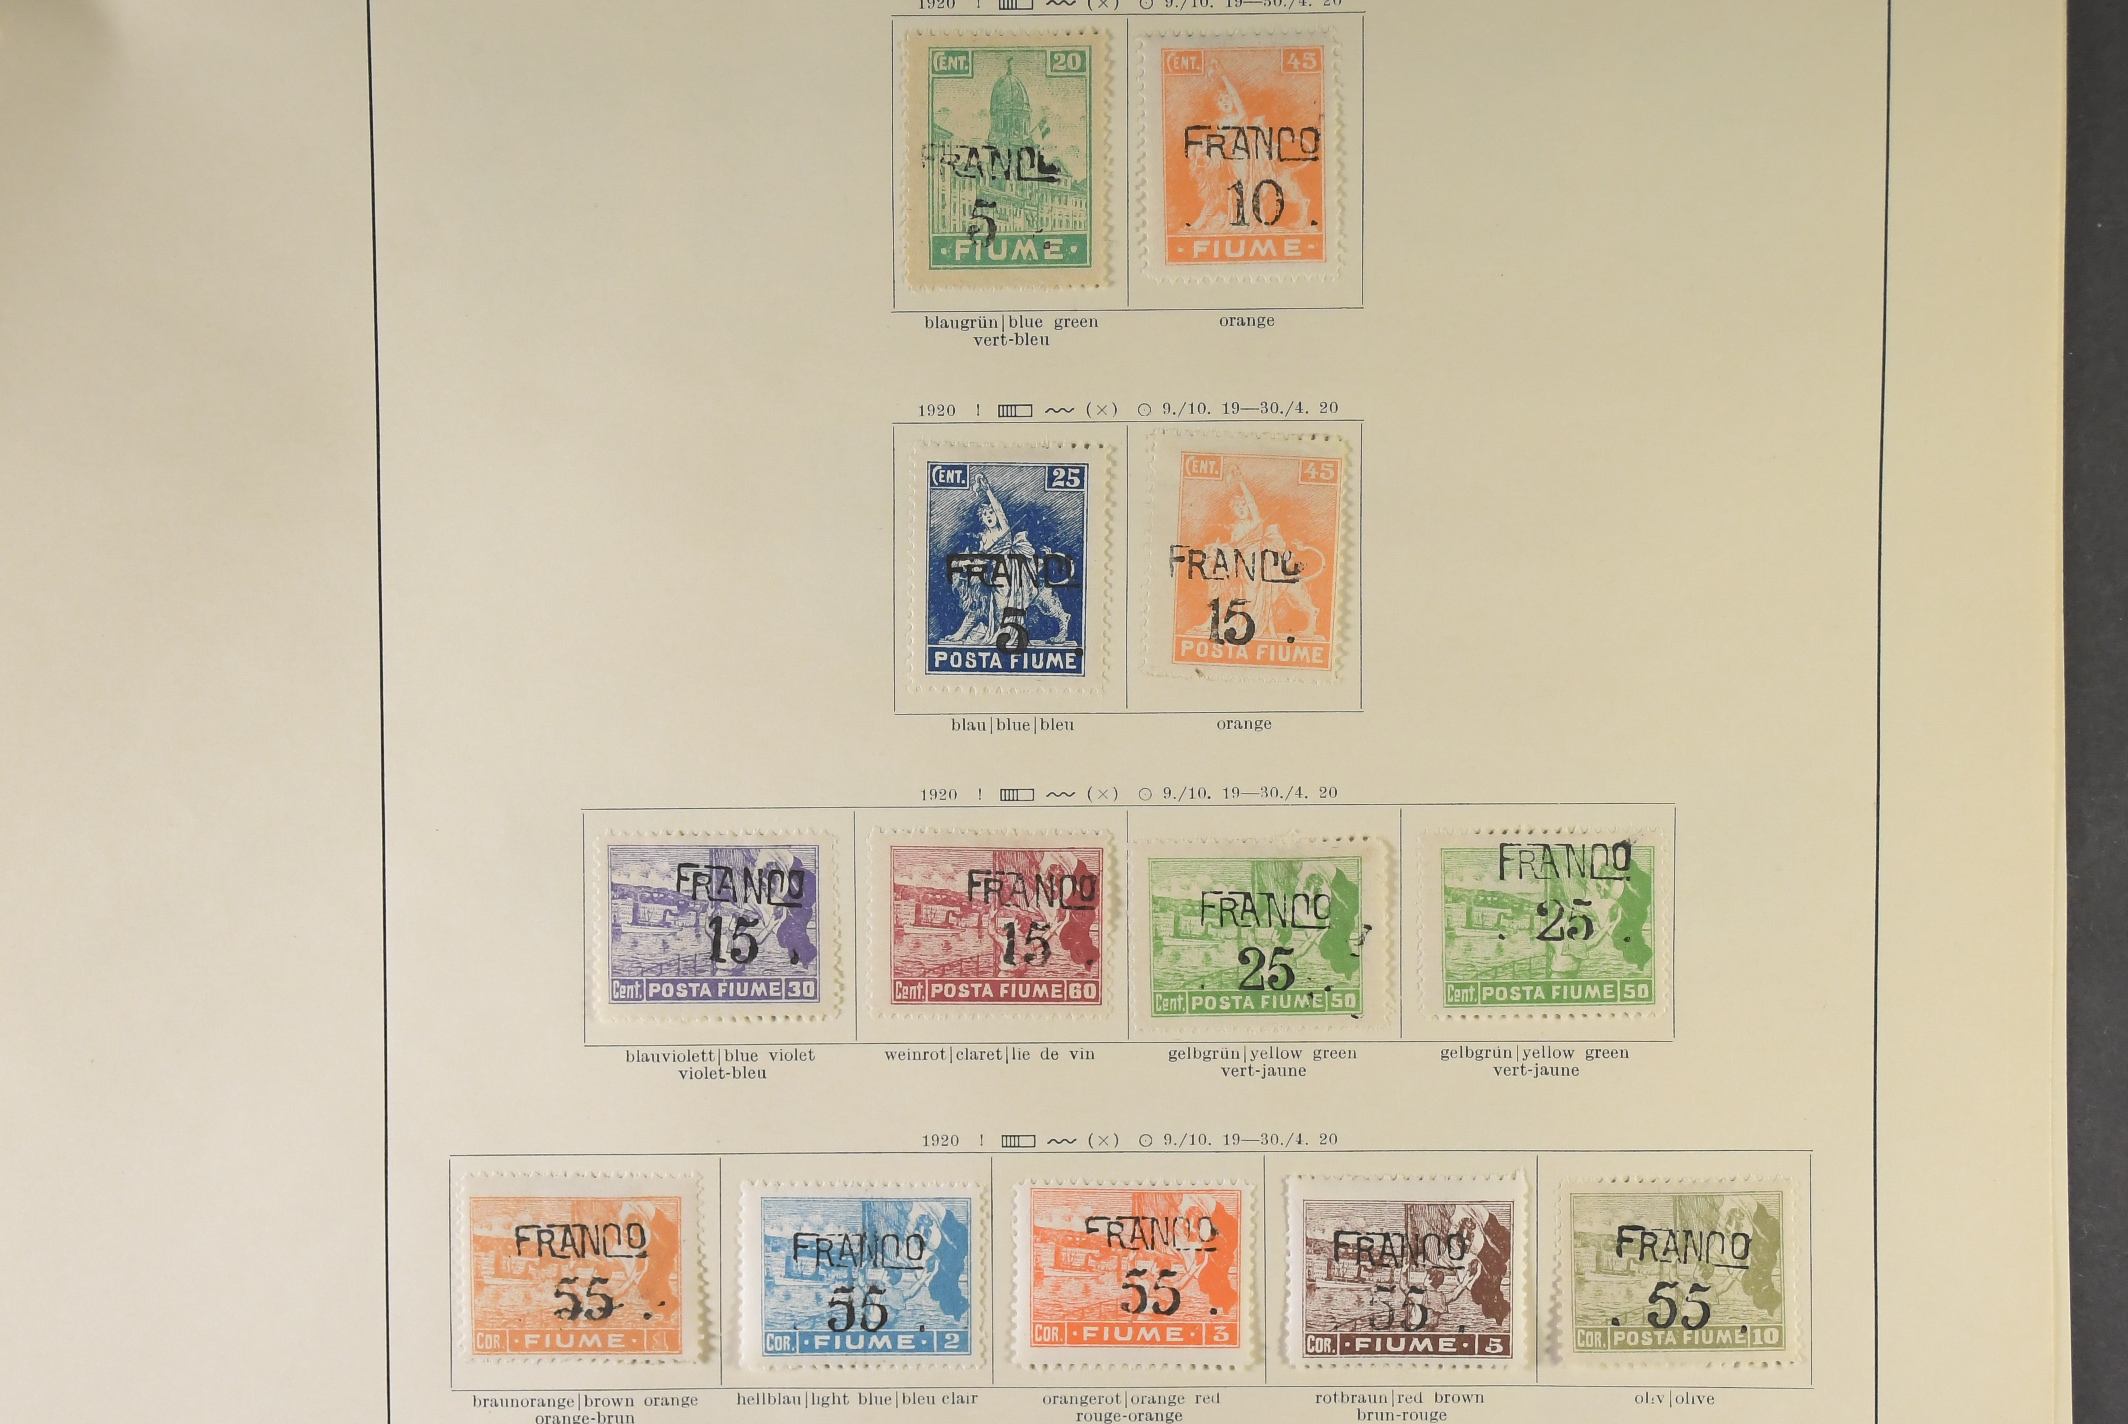 1920 ! (×) ⊙ 9./10. 19—30./4. 20
CENT. 20
FRANCO
5
·FIUME·
CENT. 45
FRANCO
10
·FIUME·
blaugrün|blue green
vert-bleu
orange
1920 ! (×) ⊙ 9./10. 19—30./4. 20
CENT. 25
FRANCO
5
POSTA FIUME
CENT. 45
FRANCO
15
POSTA FIUME
blau|blue|bleu
orange
1920 ! (×) ⊙ 9./10. 19—30./4. 20
FRANCO
15
Cent. POSTA FIUME 30
FRANCO
15
Cent. POSTA FIUME 60
FRANCO
25
Cent. POSTA FIUME 50
FRANCO
25
Cent. POSTA FIUME 50
blauviolett|blue violet
violet-bleu
weinrot|claret|lie de vin
gelbgrün|yellow green
vert-jaune
gelbgrün|yellow green
vert-jaune
1920 ! (×) ⊙ 9./10. 19—30./4. 20
FRANCO
55
COR. ·FIUME· 1
FRANCO
55
COR. ·FIUME· 2
FRANCO
55
COR. ·FIUME· 3
FRANCO
55
COR. ·FIUME· 5
FRANCO
55
COR. POSTA FIUME 10
braunorange|brown orange
orange-brun
hellblau|light blue|bleu clair
orangerot|orange red
rouge-orange
rotbraun|red brown
brun-rouge
oliv|olive